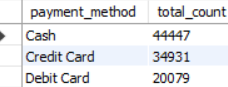 payment_method total_count
Cash 44447
Credit Card 34931
Debit Card 20079